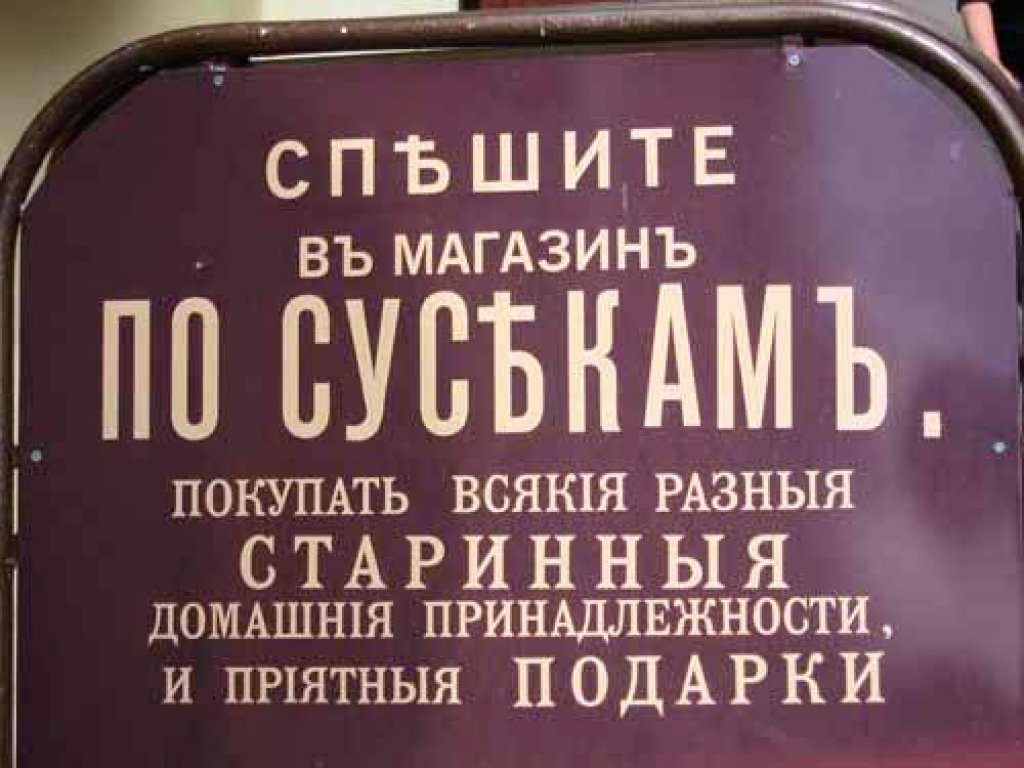 СПѢШИТЕ
ВЪ МАГАЗИНЪ
ПО СУСѢКАМЪ.
ПОКУПАТЬ ВСЯКІЯ РАЗНЫЯ
СТАРИННЫЯ
ДОМАШНІЯ ПРИНАДЛЕЖНОСТИ,
И ПРІЯТНЫЯ ПОДАРКИ